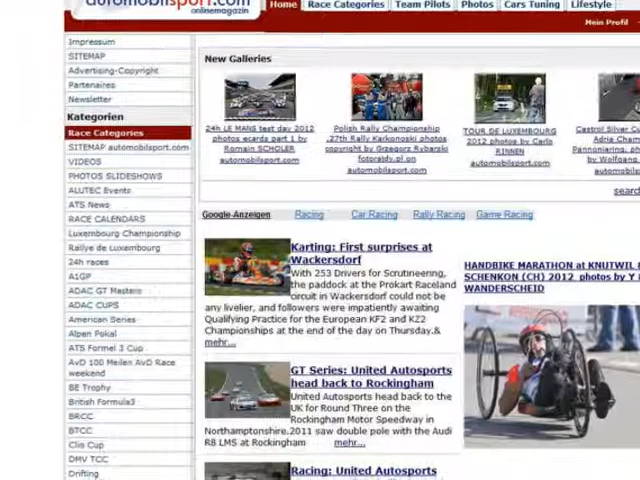 automobilsport.com
onlinemagazin
Home
Race Categories
Team Pilots
Photos
Cars Tuning
Lifestyle
Mein Profil
Impressum
SITEMAP
Advertising-Copyright
Partenaires
Newsletter
Kategorien
Race Categories
SITEMAP automobilsport.com
VIDEOS
PHOTOS SLIDESHOWS
ALUTEC Events
ATS News
RACE CALENDARS
Luxembourg Championship
Rallye de luxembourg
24h races
A1GP
ADAC GT Masters
ADAC CUPS
American Series
Alpen Pokal
ATS Formel 3 Cup
AvD 100 Meilen AvD Race
weekend
BE Trophy
British Formula3
BRCC
BTCC
Clio Cup
DMV TCC
Drifting
New Galleries
24h LE MANS test day 2012
photos ecards part 1 by
Romain SCHOLER
automobilsport.com
Polish Rally Championship
,27th Rally Karkonoski photos
copyright by Grzegorz Rybarski
fotorajdy.pl on
automobilsport.com
TOUR DE LUXEMBOURG
2012 photos by Carlo
RINNEN
automobilsport.com
Castrol Silver Cu
Adria Cham
Pannoniaring, ph
by Wolfgang
automobils
searc
Google-Anzeigen
Racing
Car Racing
Rally Racing
Game Racing
Karting: First surprises at
Wackersdorf
With 253 Drivers for Scrutineering,
the paddock at the Prokart Raceland
circuit in Wackersdorf could not be
any livelier, and followers were impatiently awaiting
Qualifying Practice for the European KF2 and KZ2
Championships at the end of the day on Thursday.&
mehr...
GT Series: United Autosports
head back to Rockingham
United Autosports head back to the
UK for Round Three on the
Rockingham Motor Speedway in
Northamptonshire.2011 saw double pole with the Audi
R8 LMS at Rockingham mehr...
Racing: United Autosports
HANDBIKE MARATHON at KNUTWIL &
SCHENKON (CH) 2012 photos by Y
WANDERSCHEID